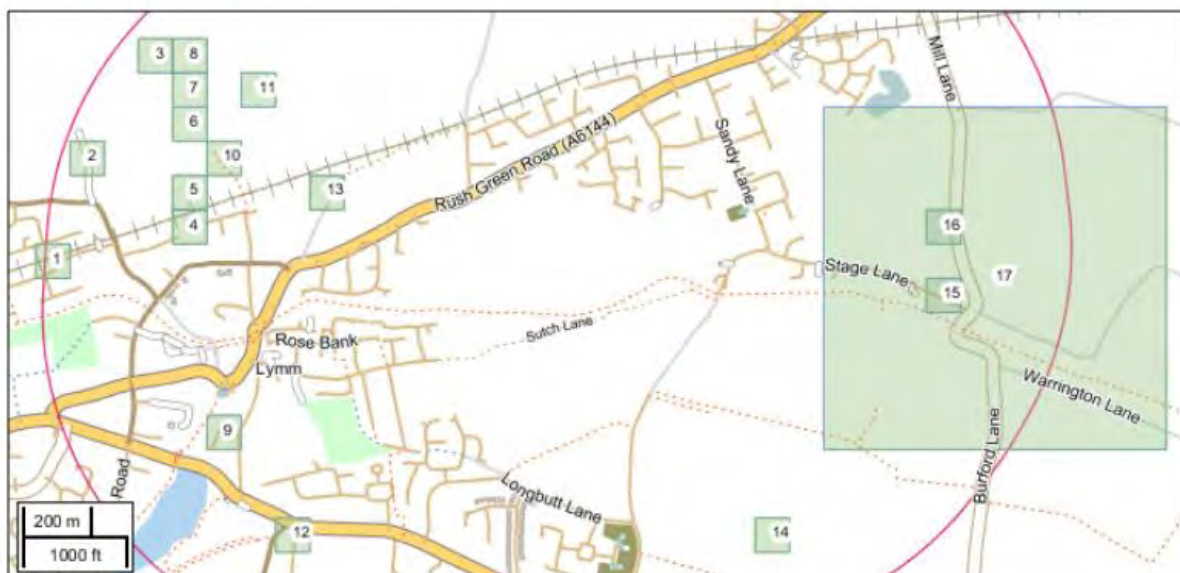 3
8
7
11
6
2
10
5
13
4
1
Rush Green Road (A6144)
Sandy Lane
Mill Lane
16
Stage Lane
15
17
Sutch Lane
Rose Bank
Lymm
Warrington Lane
9
Road
Longbutt Lane
Burford Lane
12
14
200 m
1000 ft